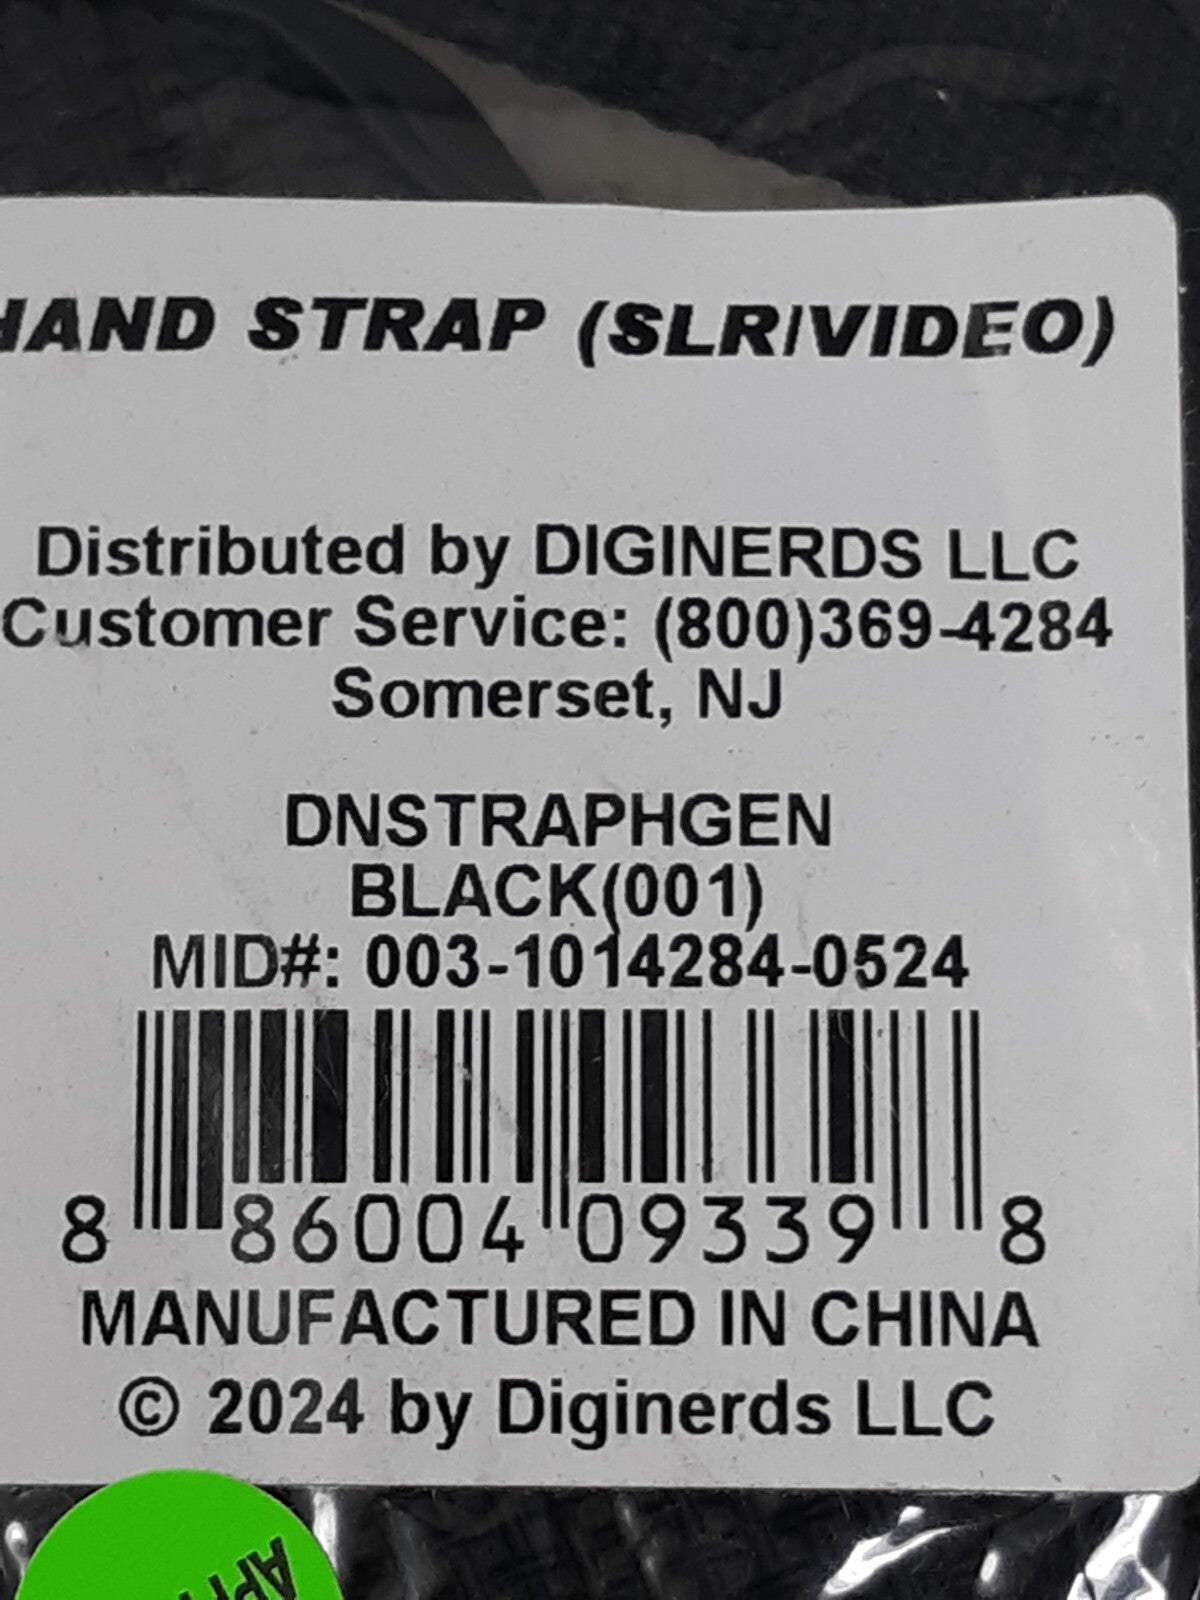 HAND STRAP (SLR/VIDEO)
Distributed by DIGINERDS LLC
Customer Service: (800)369-4284
Somerset, NJ
DNSTRAPHGEN
BLACK(001)
MID#: 003-1014284-0524
8 86004 09339 8
MANUFACTURED IN CHINA
© 2024 by Diginerds LLC